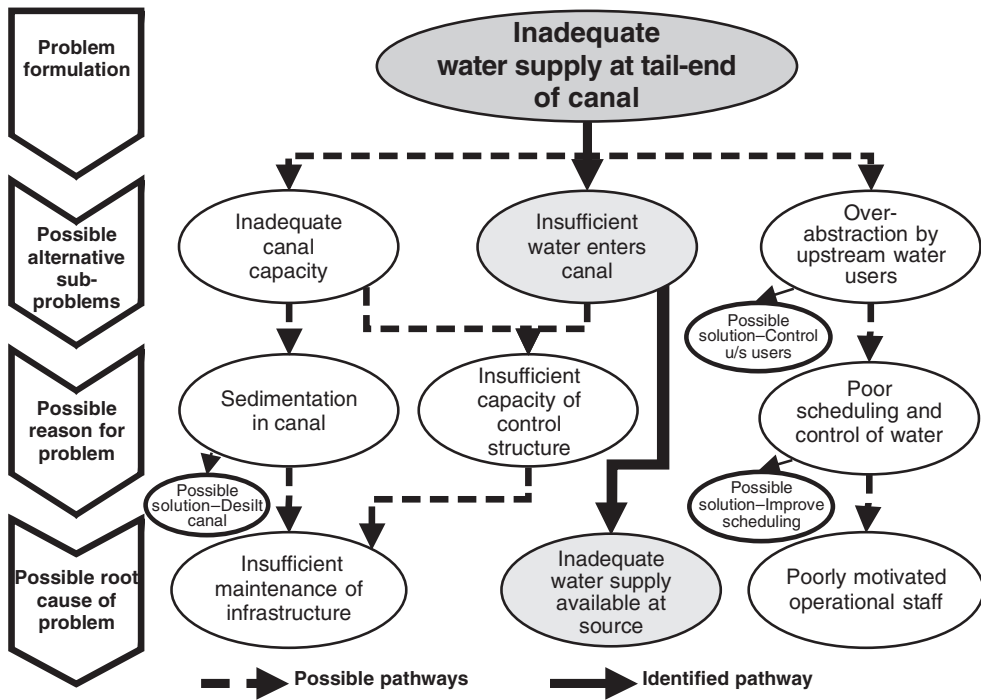 Problem
formulation
Inadequate
water supply at tail-end
of canal
Possible
alternative
sub-
problems
Inadequate
canal
capacity
Insufficient
water enters
canal
Over-
abstraction by
upstream water
users
Possible
solution–Control
u/s users
Possible
reason for
problem
Sedimentation
in canal
Insufficient
capacity of
control
structure
Poor
scheduling and
control of water
Possible
solution–Desilt
canal
Possible
solution–Improve
scheduling
Possible root
cause of
problem
Insufficient
maintenance of
infrastructure
Inadequate
water supply
available at
source
Poorly motivated
operational staff
Possible pathways
Identified pathway